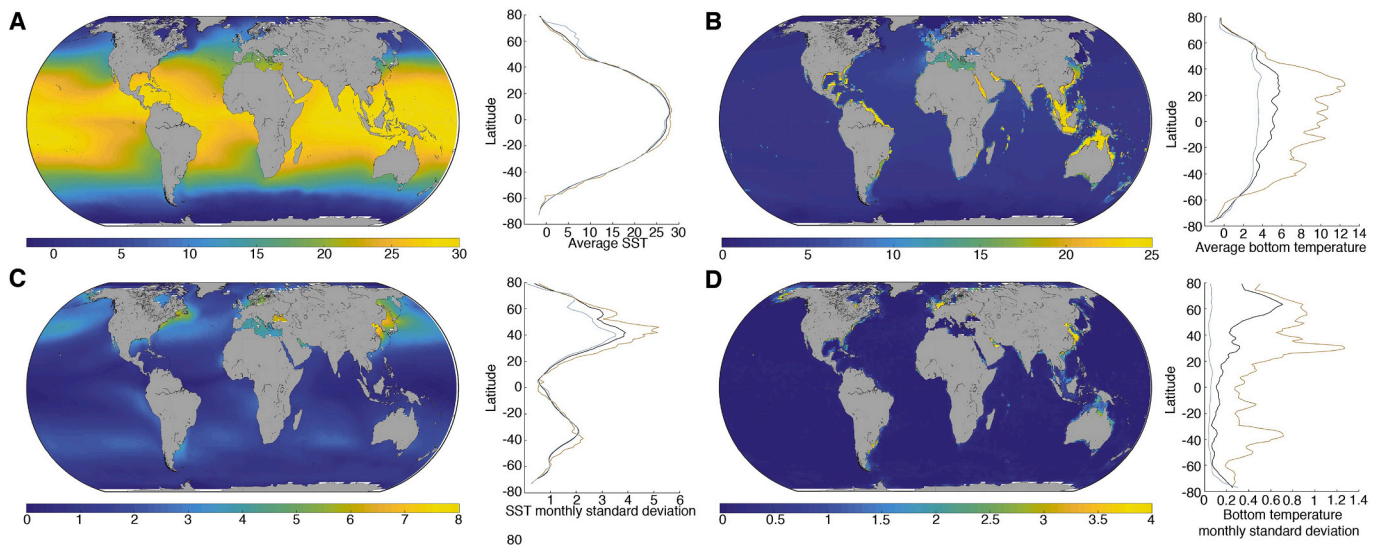 A
80
60
40
20
0
-20
-40
-60
-80
Latitude
0 5 10 15 20 25 30
Average SST
0 5 10 15 20 25 30
B
80
60
40
20
0
-20
-40
-60
-80
Latitude
0 2 4 6 8 10 12 14
Average bottom temperature
0 5 10 15 20 25
C
80
60
40
20
0
-20
-40
-60
-80
Latitude
1 2 3 4 5 6
SST monthly standard deviation
0 1 2 3 4 5 6 7 8
80
D
80
60
40
20
0
-20
-40
-60
-80
Latitude
0 0.2 0.4 0.6 0.8 1 1.2 1.4
Bottom temperature
monthly standard deviation
0 0.5 1 1.5 2 2.5 3 3.5 4